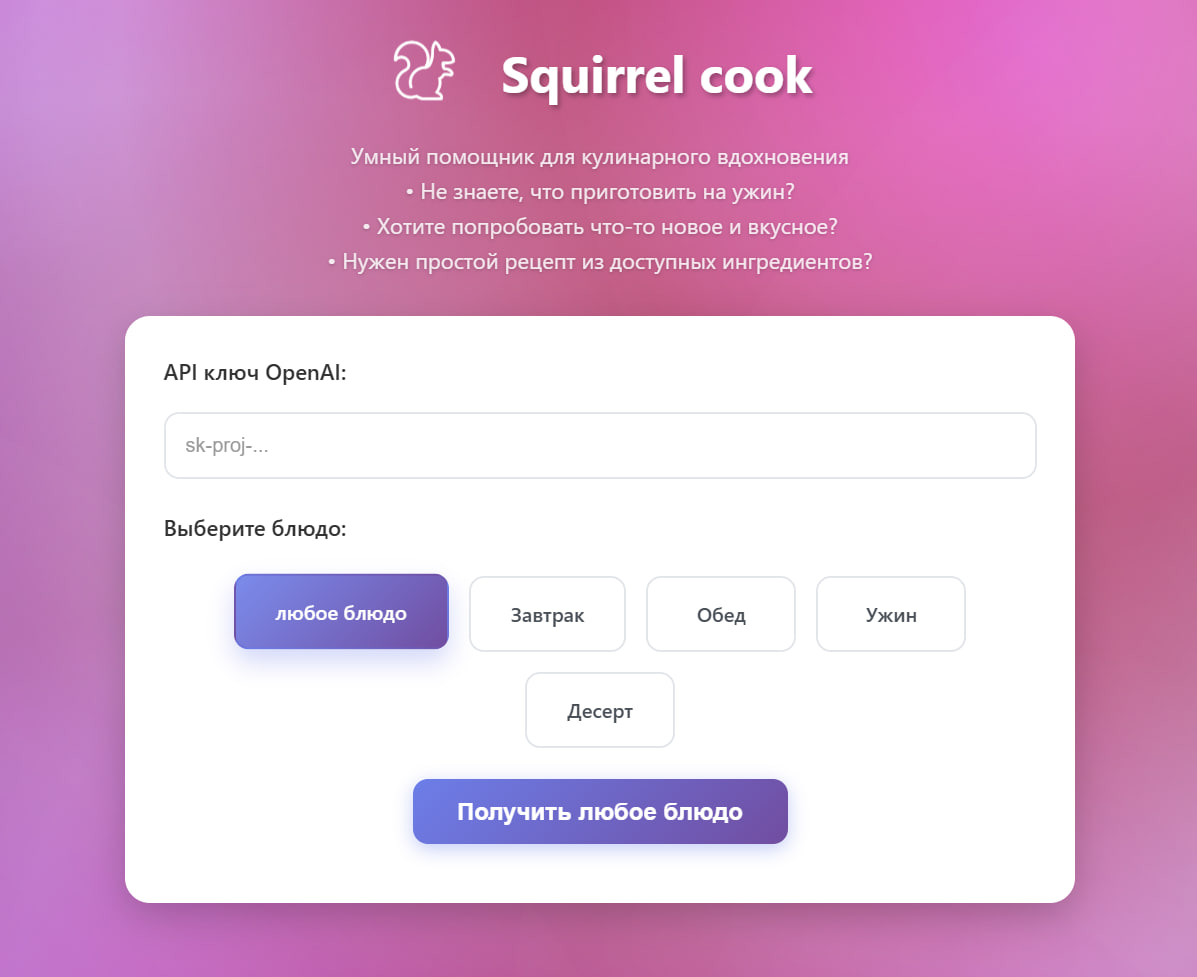 Squirrel cook
Умный помощник для кулинарного вдохновения
• Не знаете, что приготовить на ужин?
• Хотите попробовать что-то новое и вкусное?
• Нужен простой рецепт из доступных ингредиентов?
API ключ OpenAI:
sk-proj-...
Выберите блюдо:
любое блюдо
Завтрак
Обед
Ужин
Десерт
Получить любое блюдо